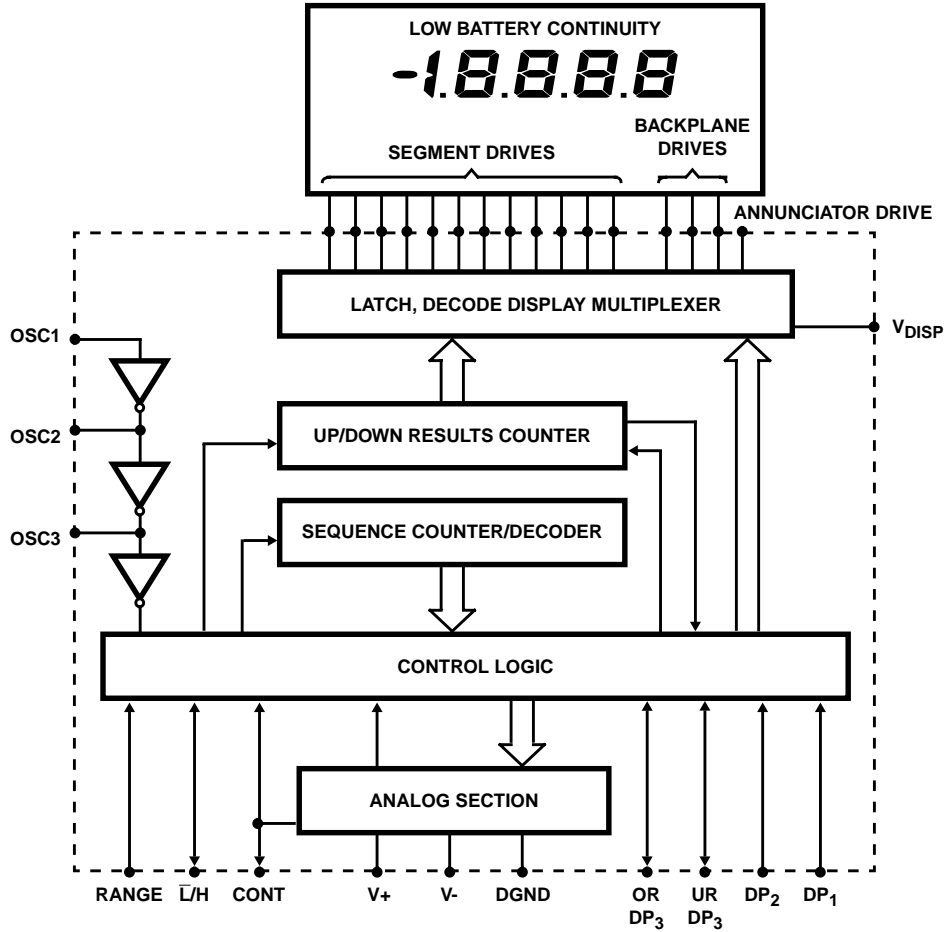 LOW BATTERY CONTINUITY
-1.8.8.8.8
BACKPLANE
DRIVES
SEGMENT DRIVES
ANNUNCIATOR DRIVE
LATCH, DECODE DISPLAY MULTIPLEXER
VDISP
OSC1
OSC2
OSC3
UP/DOWN RESULTS COUNTER
SEQUENCE COUNTER/DECODER
CONTROL LOGIC
ANALOG SECTION
RANGE
L̅/H
CONT
V+
V-
DGND
OR
DP3
UR
DP3
DP2
DP1